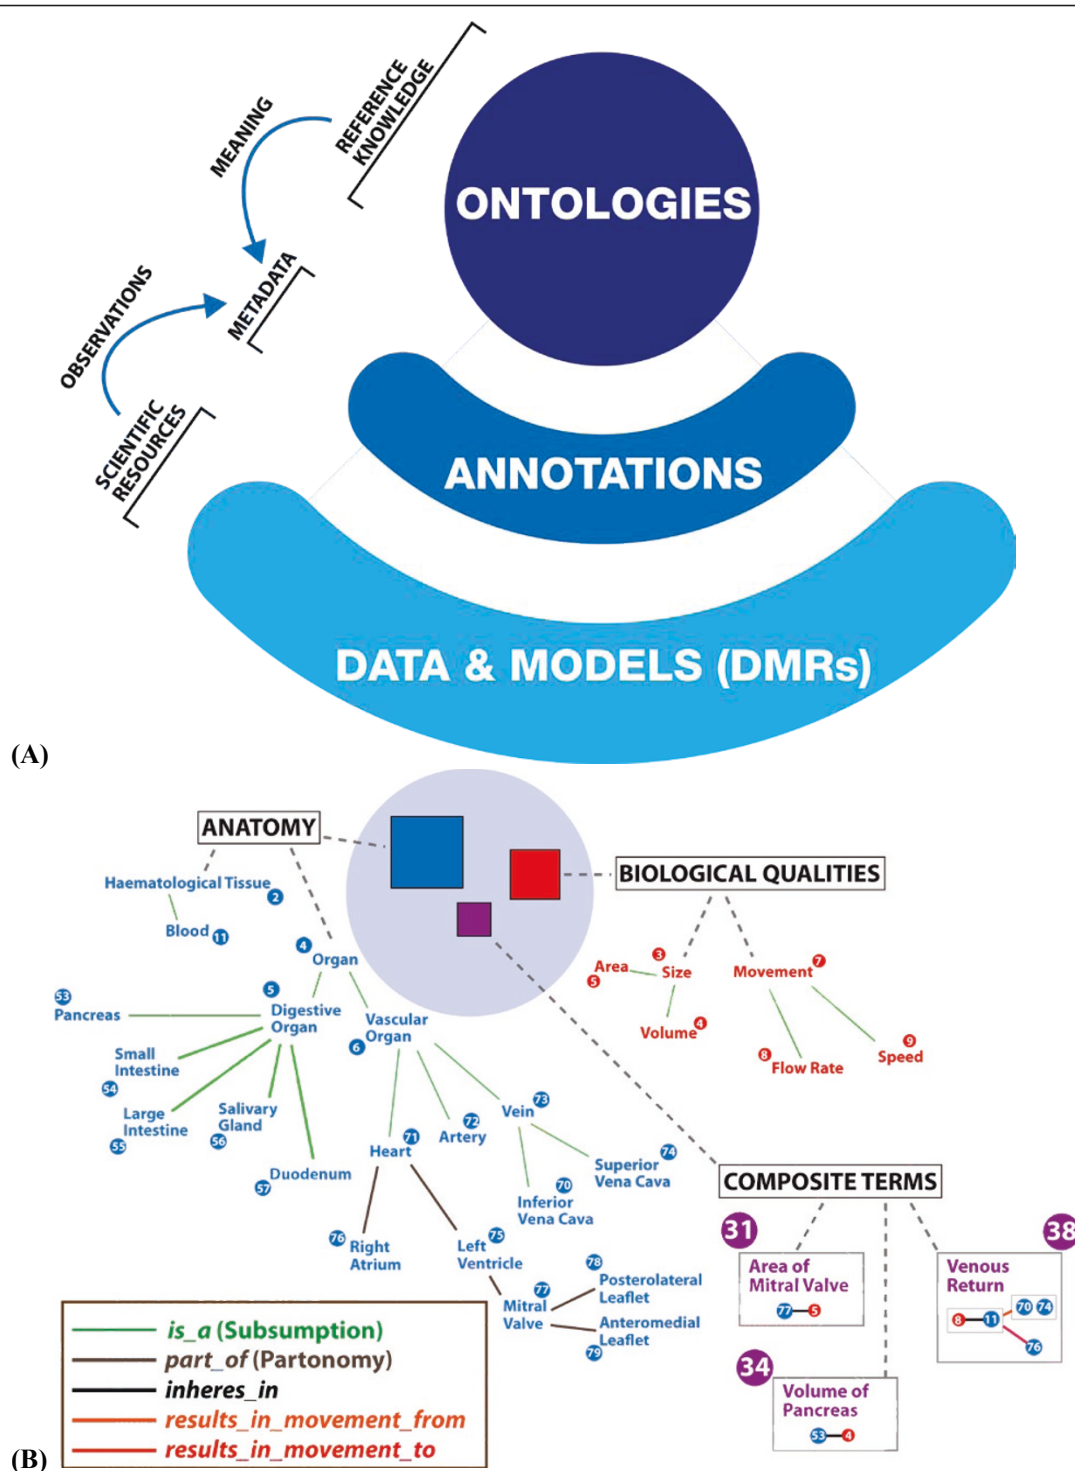 REFERENCE
KNOWLEDGE
MEANING
METADATA
OBSERVATIONS
SCIENTIFIC
RESOURCES
ONTOLOGIES
ANNOTATIONS
DATA & MODELS (DMRs)
(A)
ANATOMY
Haematological Tissue
2
Blood
11
4
Organ
5
Digestive
Organ
53
Pancreas
Small
Intestine
54
Large
Intestine
55
Salivary
Gland
56
Duodenum
57
Vascular
Organ
6
Heart
71
Artery
72
Vein
73
Superior
Vena Cava
74
Inferior
Vena Cava
70
76
Right
Atrium
Left
Ventricle
75
Mitral
Valve
77
78
Posterolateral
Leaflet
Anteromedial
Leaflet
79
BIOLOGICAL QUALITIES
Area
5
3
Size
Volume
4
Movement
7
8
Flow Rate
9
Speed
COMPOSITE TERMS
31
Area of
Mitral Valve
77 5
34
Volume of
Pancreas
53 4
38
Venous
Return
8 11 70 74
76
is_a (Subsumption)
part_of (Partonomy)
inheres_in
results_in_movement_from
results_in_movement_to
(B)